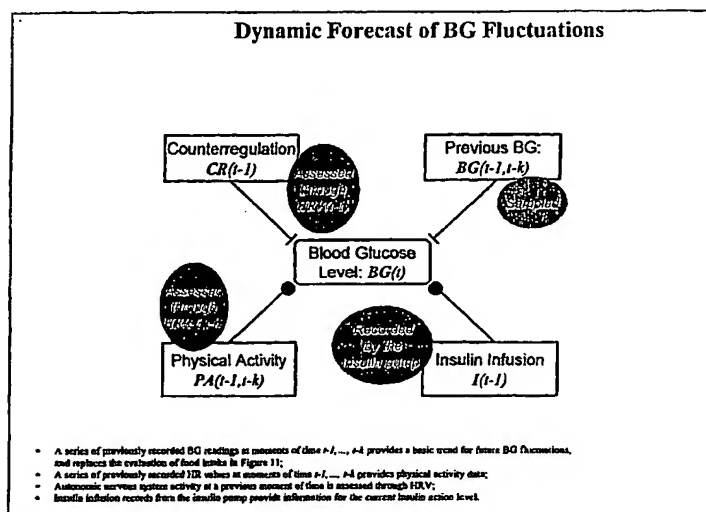 Dynamic Forecast of BG Fluctuations
Counterregulation
CR(t-1)
Previous BG:
BG(t-1,t-k)
Assessed
through
Sampled
Blood Glucose
Level: BG(t)
Assessed
through
Recorded
by the
insulin pump
Physical Activity
PA(t-1,t-k)
Insulin Infusion
I(t-1)
• A series of previously recorded BG readings at moments of time t-1, ..., t-k provides a basic trend for future BG fluctuations,
and replaces the evaluation of food intake in Figure 11;
• A series of previously recorded HR values at moments of time t-1, ..., t-k provides physical activity data;
• Autonomic nervous system activity at a previous moment of time is assessed through HRV;
• Insulin infusion records from the insulin pump provide information for the current insulin action level.